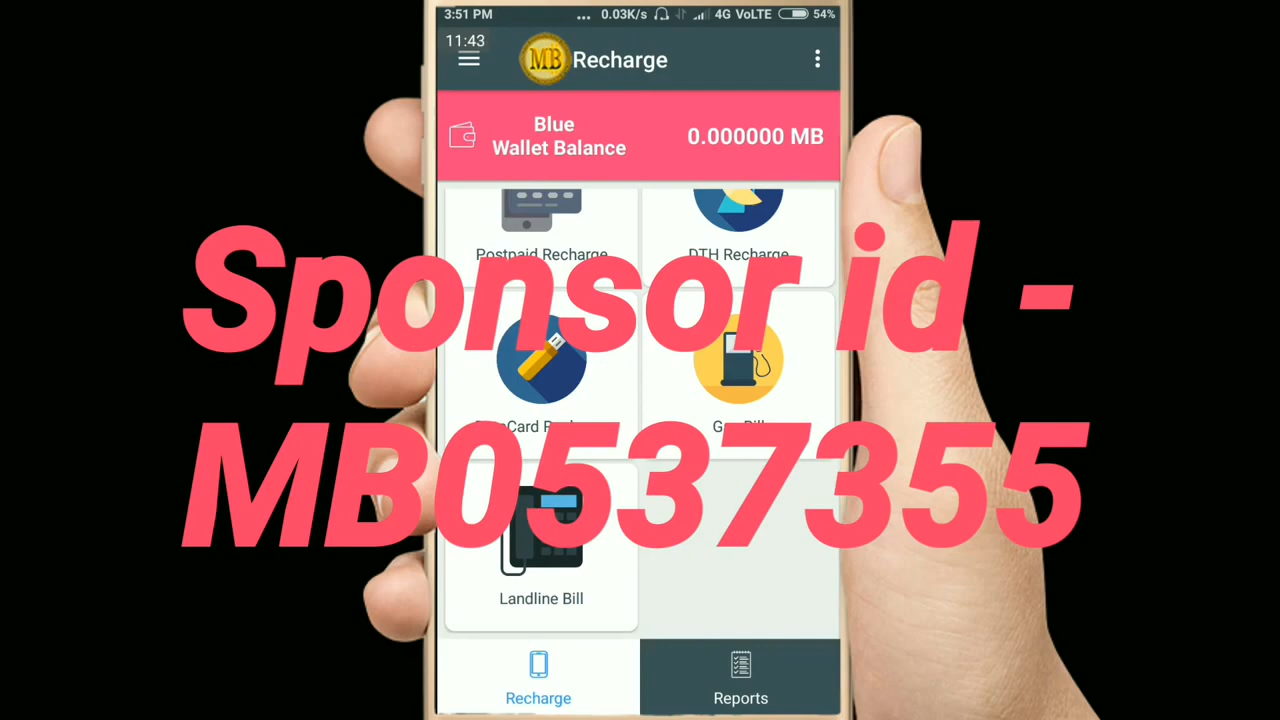 3:51 PM
... 0.03K/s 4G VoLTE 54%
11:43
MB Recharge
Blue
Wallet Balance
0.000000 MB
Postpaid Recharge
DTH Recharge
Sponsor id -
MB0537355
Landline Bill
Recharge
Reports